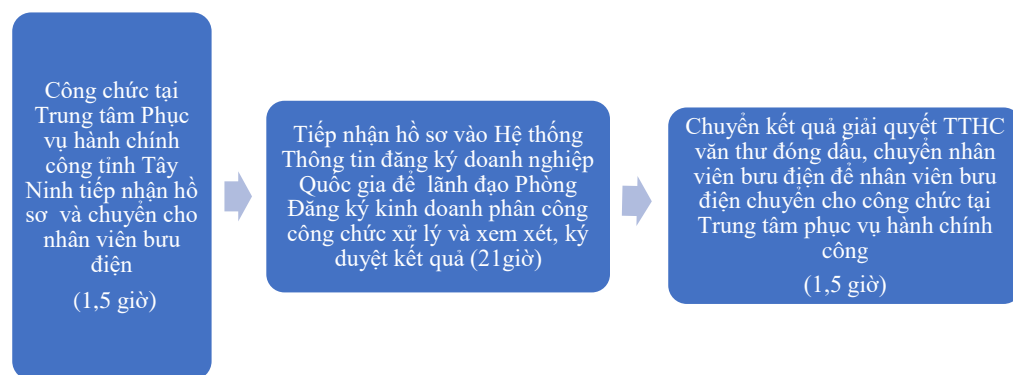 Công chức tại
Trung tâm Phục
vụ hành chính
công tỉnh Tây
Ninh tiếp nhận hồ
sơ và chuyển cho
nhân viên bưu
điện
(1,5 giờ)
Tiếp nhận hồ sơ vào Hệ thống
Thông tin đăng ký doanh nghiệp
Quốc gia để lãnh đạo Phòng
Đăng ký kinh doanh phân công
công chức xử lý và xem xét, ký
duyệt kết quả (21giờ)
Chuyển kết quả giải quyết TTHC
văn thư đóng dấu, chuyển nhân
viên bưu điện để nhân viên bưu
điện chuyển cho công chức tại
Trung tâm phục vụ hành chính
công
(1,5 giờ)